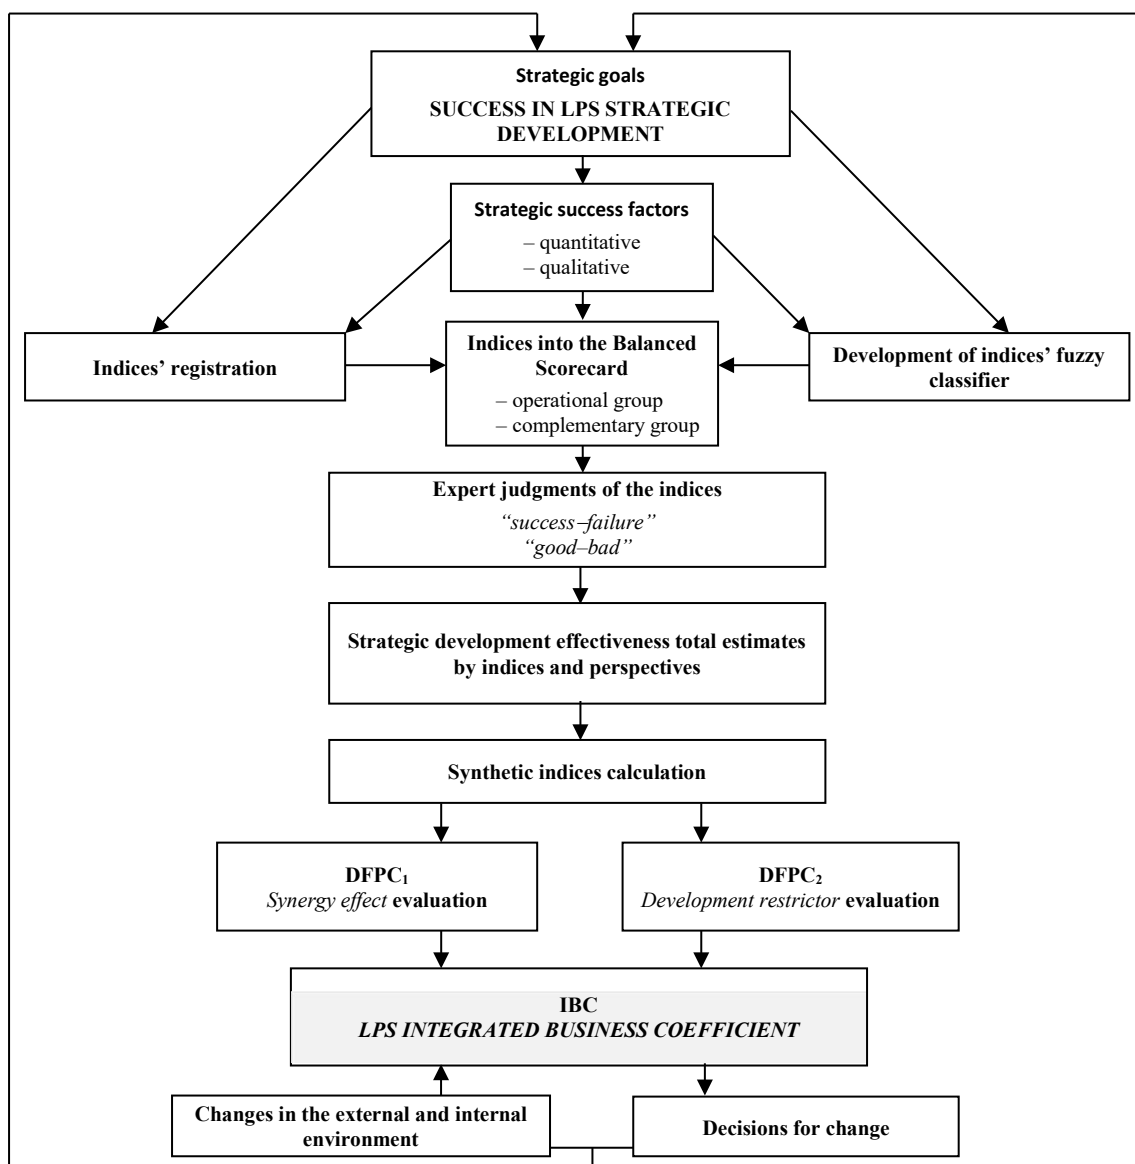 Strategic goals
SUCCESS IN LPS STRATEGIC
DEVELOPMENT
Strategic success factors
– quantitative
– qualitative
Indices’ registration
Indices into the Balanced
Scorecard
– operational group
– complementary group
Development of indices’ fuzzy
classifier
Expert judgments of the indices
“success–failure”
“good–bad”
Strategic development effectiveness total estimates
by indices and perspectives
Synthetic indices calculation
DFPC₁
Synergy effect evaluation
DFPC₂
Development restrictor evaluation
IBC
LPS INTEGRATED BUSINESS COEFFICIENT
Changes in the external and internal
environment
Decisions for change